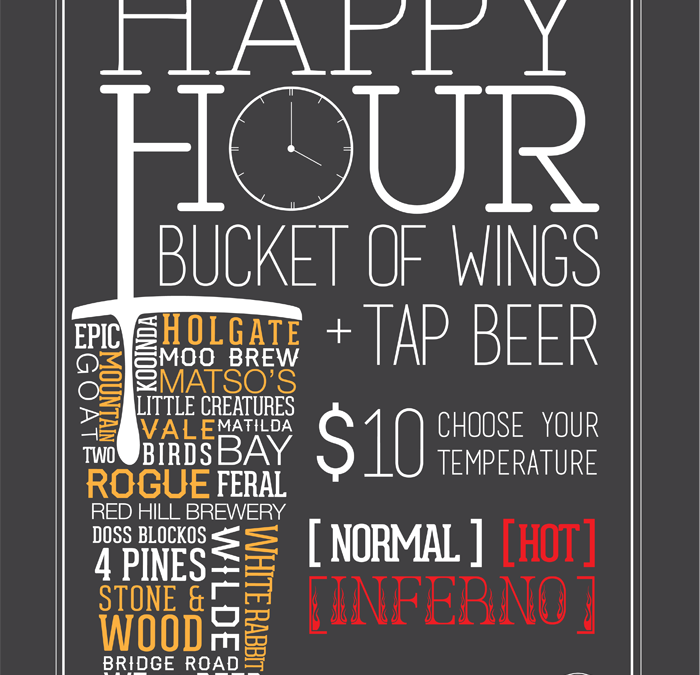 HAPPY
HOUR
BUCKET OF WINGS
+ TAP BEER
EPIC
GOAT
MOUNTAIN
KOOINDA
HOLGATE
MOO BREW
MATSO'S
LITTLE CREATURES
VALE
MATILDA
BAY
TWO
BIRDS
ROGUE FERAL
RED HILL BREWERY
DOSS BLOCKOS
4 PINES
WILDE
WHITE RABBIT
STONE &
WOOD
BRIDGE ROAD
$10 CHOOSE YOUR
TEMPERATURE
[ NORMAL ] [HOT]
[INFERNO]